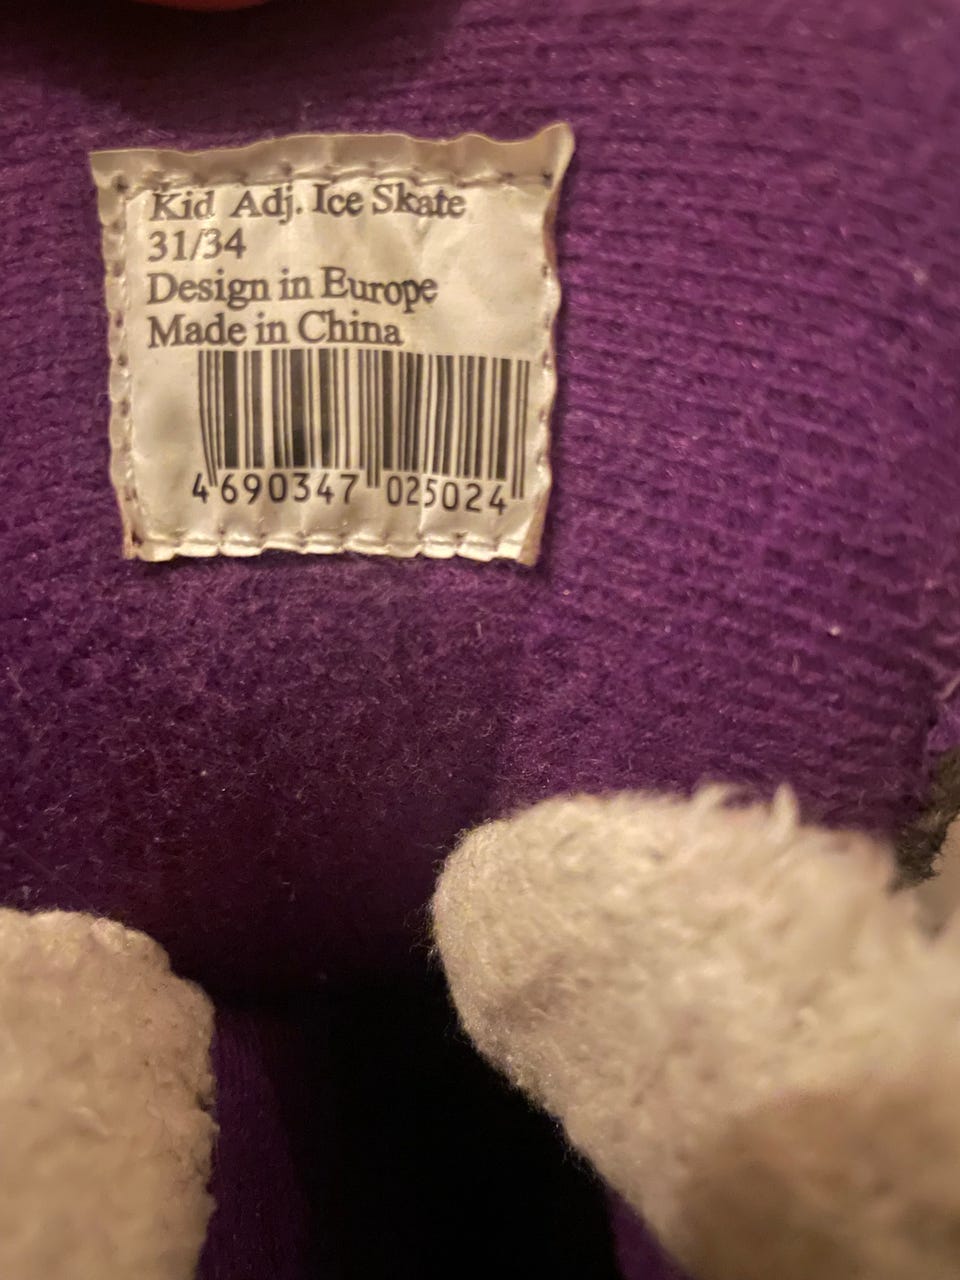 Kid Adj. Ice Skate
31/34
Design in Europe
Made in China
4 690347 025024